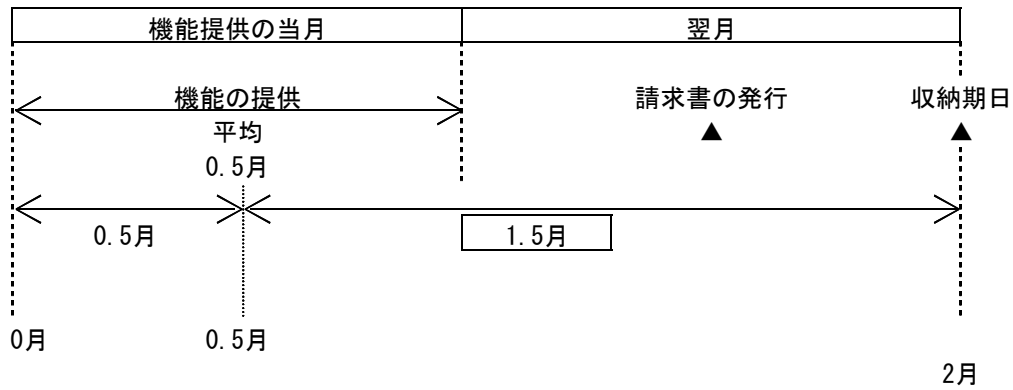 機能提供の当月 翌月
機能の提供 請求書の発行 収納期日
平均 ▲ ▲
0.5月
0.5月 1.5月
0月 0.5月
2月